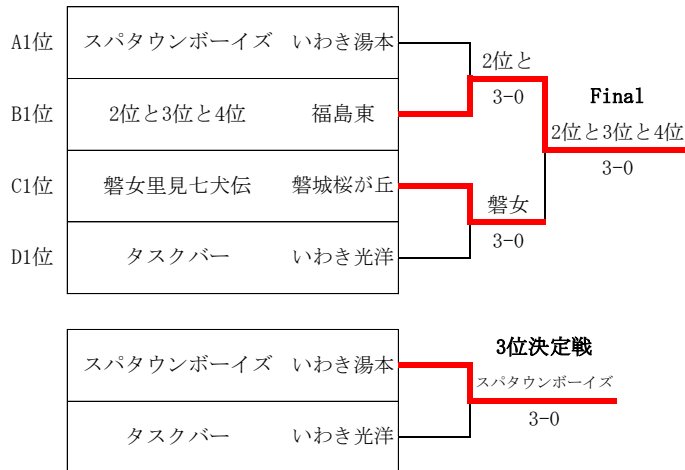 A1位 スパタウンボーイズ いわき湯本
2位と
3-0
B1位 2位と3位と4位 福島東
Final
2位と3位と4位
3-0
C1位 磐女里見七犬伝 磐城桜が丘
磐女
3-0
D1位 タスクバー いわき光洋
スパタウンボーイズ いわき湯本
3位決定戦
スパタウンボーイズ
3-0
タスクバー いわき光洋